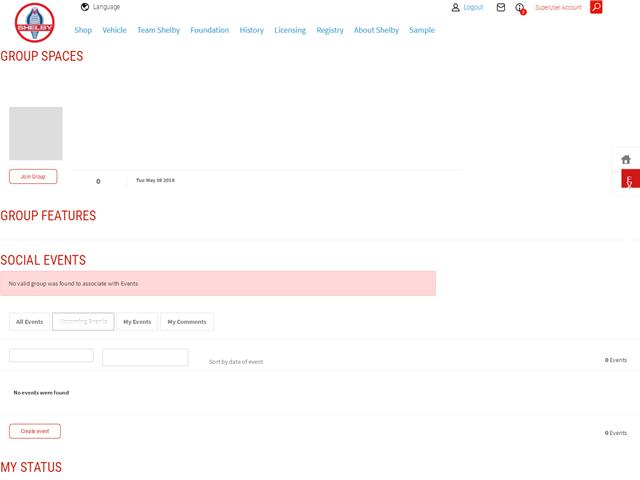 SHELBY
Language
Logout
2
SuperUser Account
Shop Vehicle Team Shelby Foundation History Licensing Registry About Shelby Sample
GROUP SPACES
Join Group
0
Tue May 08 2018
GROUP FEATURES
SOCIAL EVENTS
No valid group was found to associate with Events
All Events Upcoming Events My Events My Comments
Sort by date of event
0 Events
No events were found
Create event
0 Events
MY STATUS